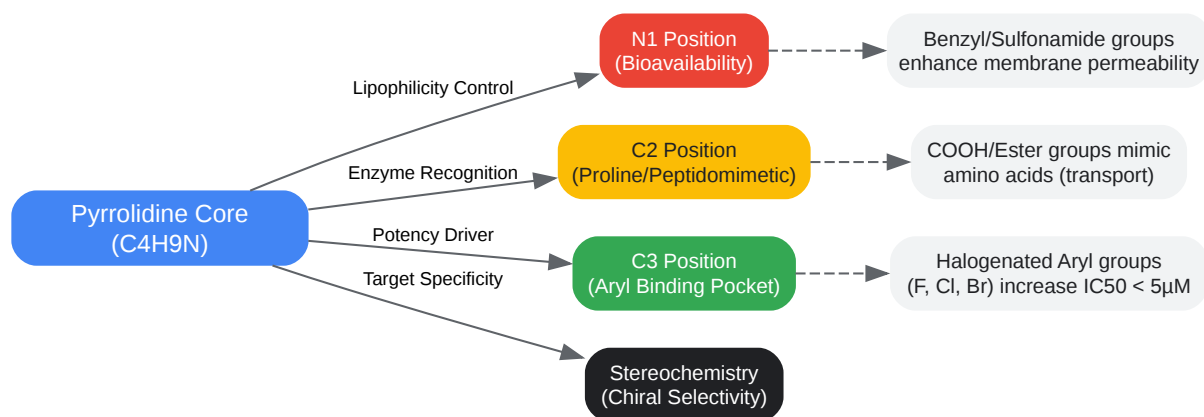 N1 Position
(Bioavailability)
Benzyl/Sulfonamide groups
enhance membrane permeability
Lipophilicity Control
C2 Position
(Proline/Peptidomimetic)
COOH/Ester groups mimic
amino acids (transport)
Enzyme Recognition
Pyrrolidine Core
(C4H9N)
Potency Driver
C3 Position
(Aryl Binding Pocket)
Halogenated Aryl groups
(F, Cl, Br) increase IC50 < 5μM
Target Specificity
Stereochemistry
(Chiral Selectivity)